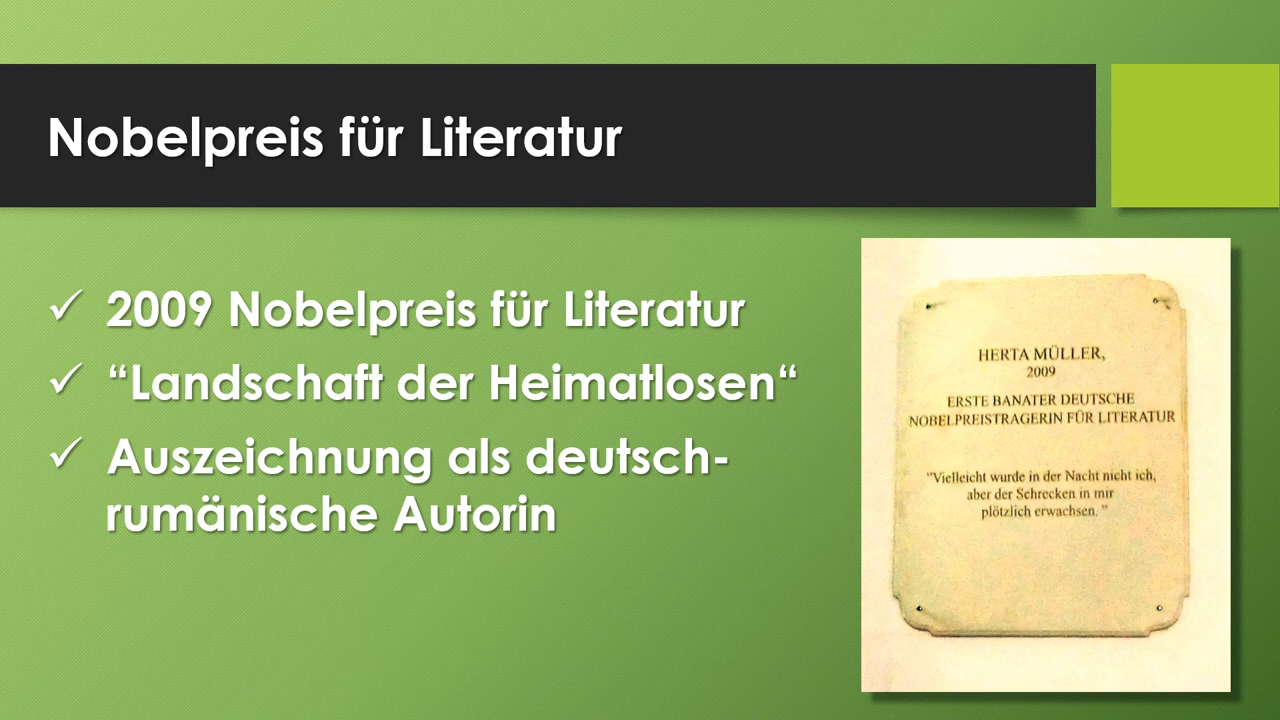 Nobelpreis für Literatur
2009 Nobelpreis für Literatur
“Landschaft der Heimatlosen“
Auszeichnung als deutsch-
rumänische Autorin
HERTA MÜLLER,
2009
ERSTE BANATER DEUTSCHE
NOBELPREISTRAGERIN FÜR LITERATUR
"Vielleicht wurde in der Nacht nicht ich,
aber der Schrecken in mir
plötzlich erwachsen. "